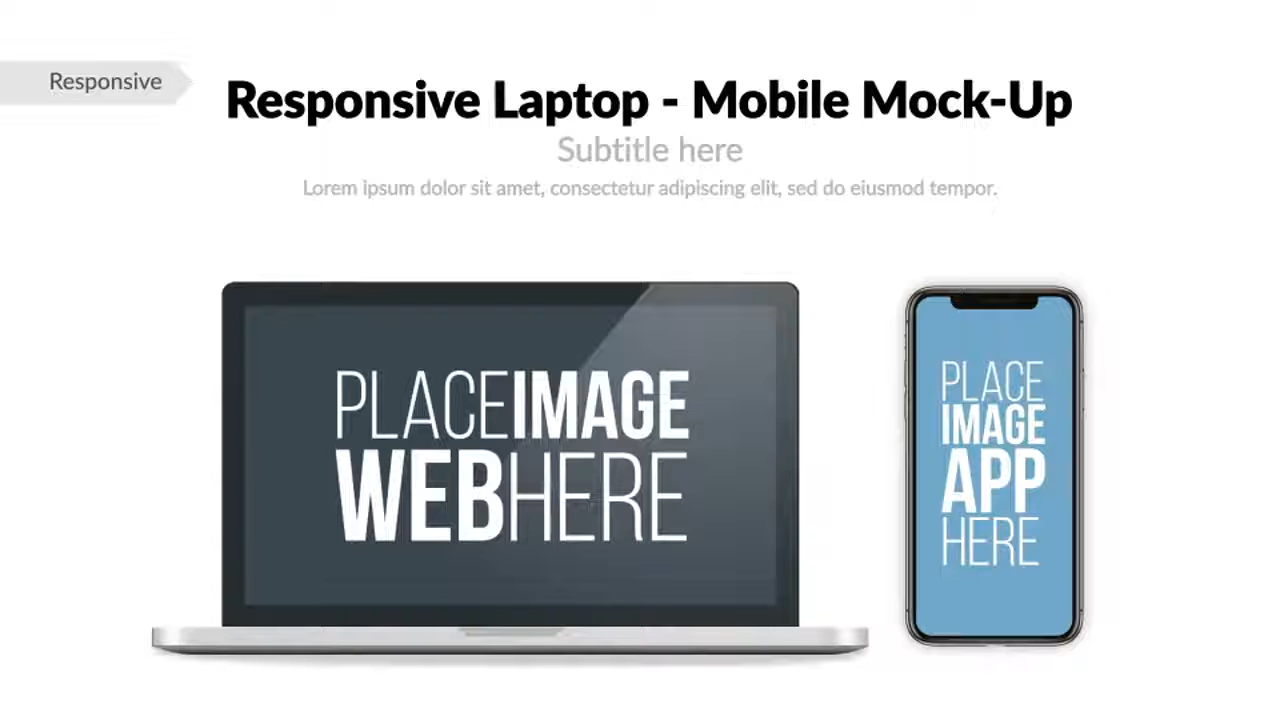 Responsive
Responsive Laptop - Mobile Mock-Up
Subtitle here
Lorem ipsum dolor sit amet, consectetur adipiscing elit, sed do eiusmod tempor.
PLACEIMAGE
WEBHERE
PLACE
IMAGE
APP
HERE